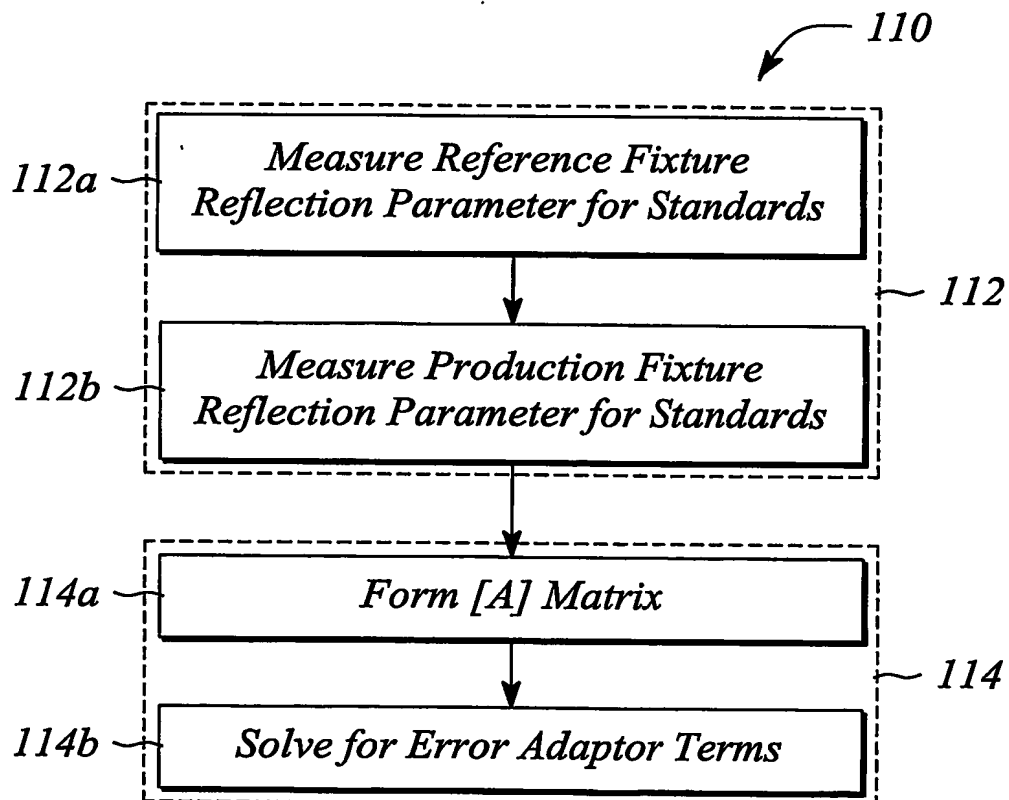 110
112a
Measure Reference Fixture
Reflection Parameter for Standards
112
112b
Measure Production Fixture
Reflection Parameter for Standards
114a
Form [A] Matrix
114
114b
Solve for Error Adaptor Terms